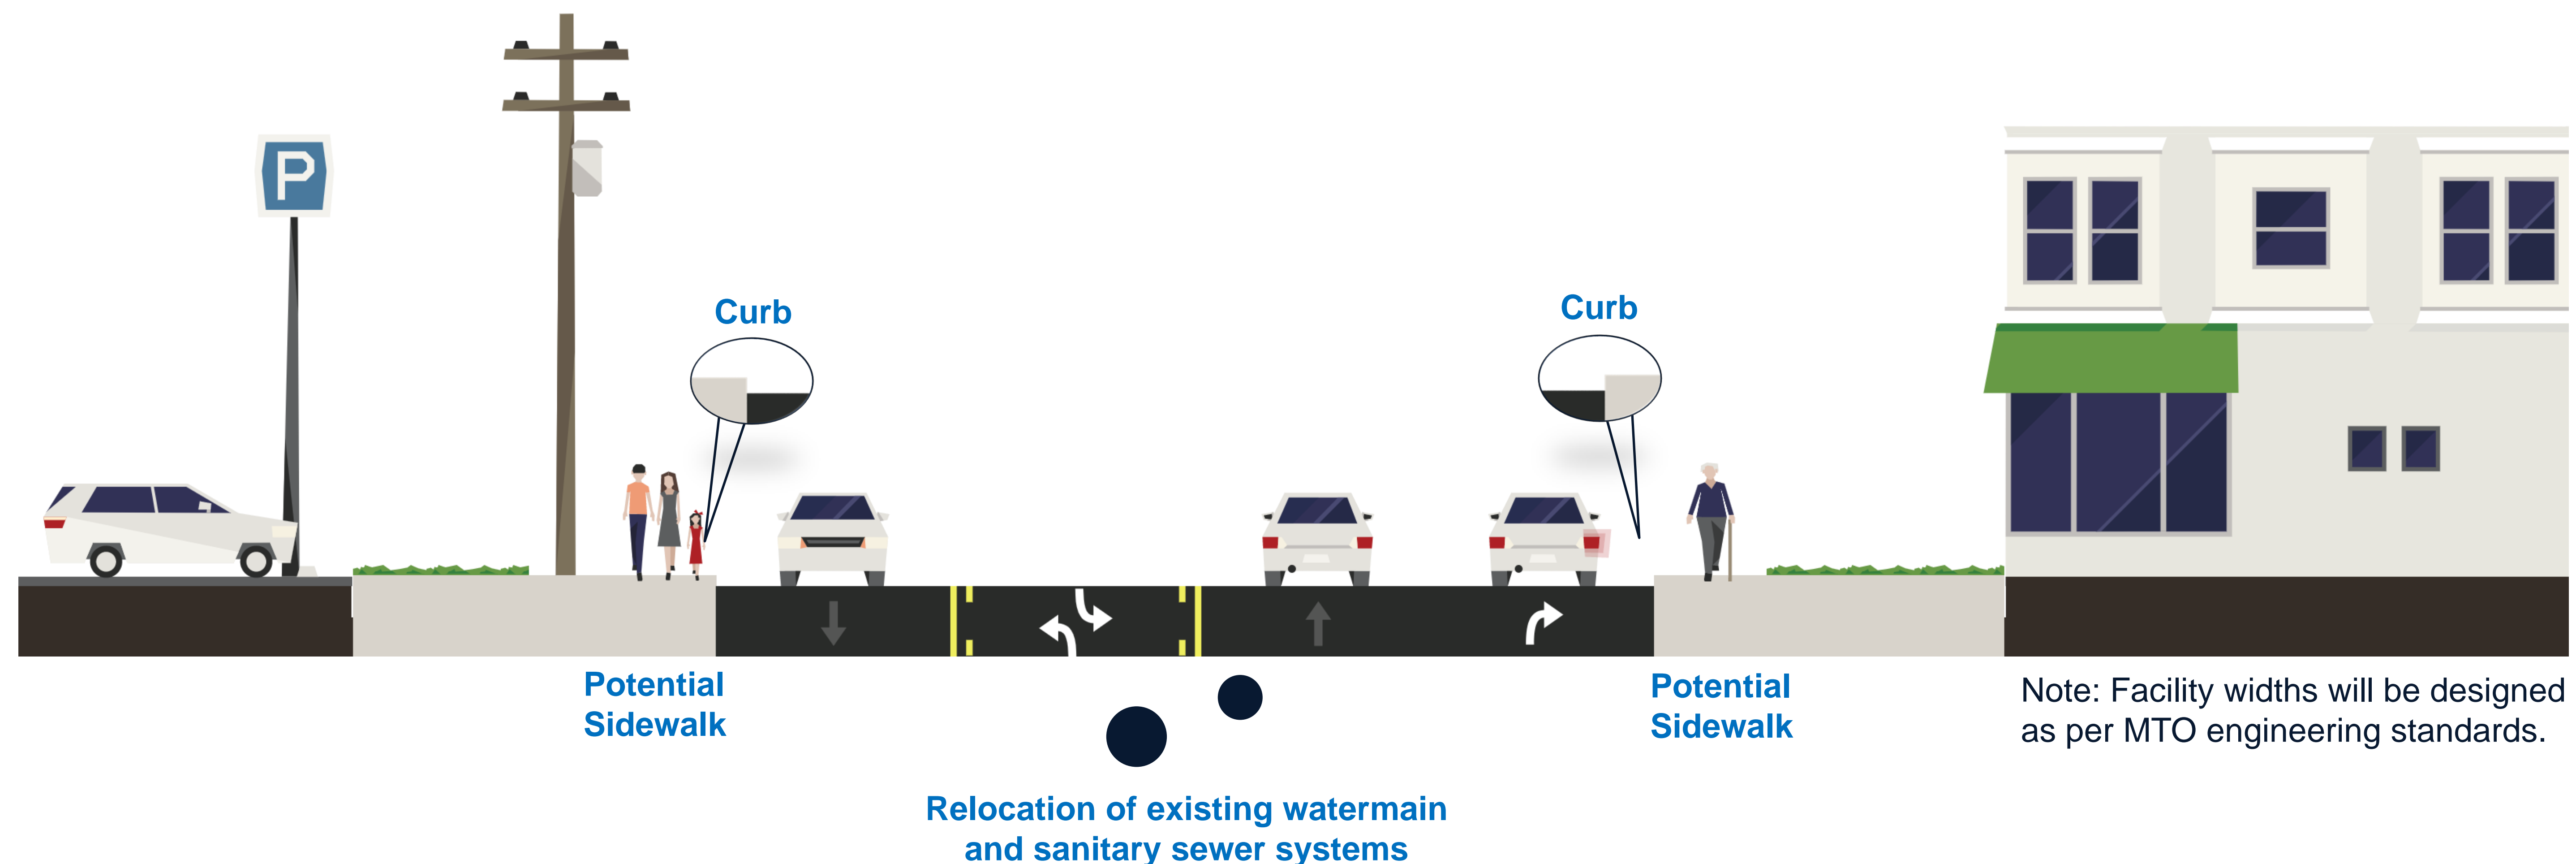 P
Curb
Curb
Potential
Sidewalk
Potential
Sidewalk
Note: Facility widths will be designed
as per MTO engineering standards.
Relocation of existing watermain
and sanitary sewer systems